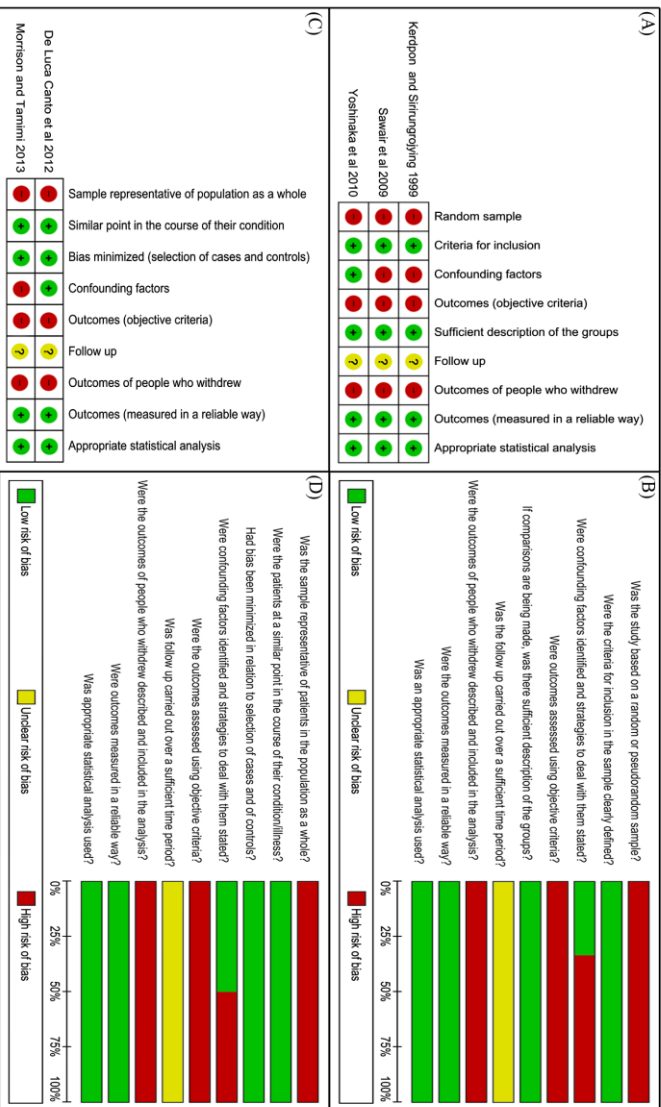 (A)
Random sample
Criteria for inclusion
Confounding factors
Outcomes (objective criteria)
Sufficient description of the groups
Follow up
Outcomes of people who withdrew
Outcomes (measured in a reliable way)
Appropriate statistical analysis
Kerdpon and Sirirungrojying 1999
- + - - + ? - + +
Sawair et al 2009
- + - - + ? - + +
Yoshinaka et al 2010
- + + - + ? - + +
(B)
Was the study based on a random or pseudorandom sample?
Were the criteria for inclusion in the sample clearly defined?
Were confounding factors identified and strategies to deal with them stated?
Were outcomes assessed using objective criteria?
If comparisons are being made, was there sufficient description of the groups?
Was the follow up carried out over a sufficient time period?
Were the outcomes of people who withdrew described and included in the analysis?
Were the outcomes measured in a reliable way?
Was an appropriate statistical analysis used?
0% 25% 50% 75% 100%
Low risk of bias Unclear risk of bias High risk of bias
(C)
Sample representative of population as a whole
Similar point in the course of their condition
Bias minimized (selection of cases and controls)
Confounding factors
Outcomes (objective criteria)
Follow up
Outcomes of people who withdrew
Outcomes (measured in a reliable way)
Appropriate statistical analysis
De Luca Canto et al 2012
- + + + - ? - + +
Morrison and Tamimi 2013
- + + - - ? - + +
(D)
Was the sample representative of patients in the population as a whole?
Were the patients at a similar point in the course of their condition/illness?
Had bias been minimized in relation to selection of cases and of controls?
Were confounding factors identified and strategies to deal with them stated?
Were the outcomes assessed using objective criteria?
Was follow up carried out over a sufficient time period?
Were the outcomes of people who withdrew described and included in the analysis?
Were outcomes measured in a reliable way?
Was appropriate statistical analysis used?
0% 25% 50% 75% 100%
Low risk of bias Unclear risk of bias High risk of bias